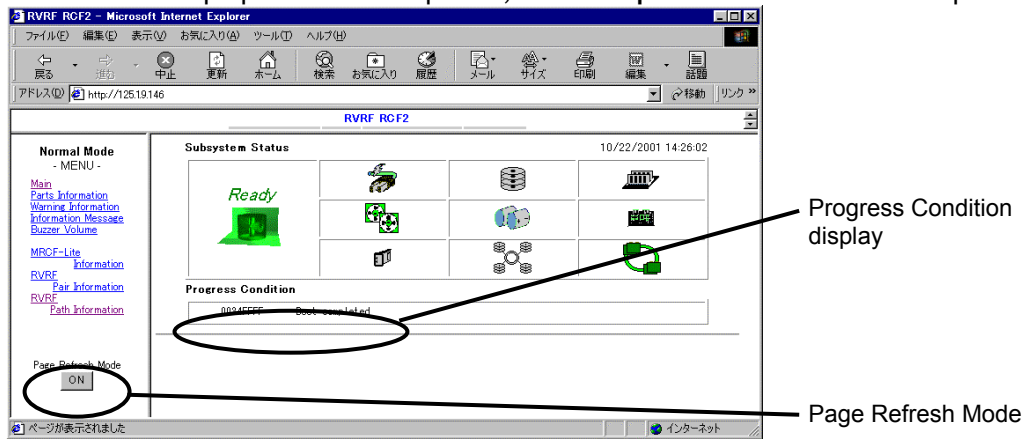 RVRF RCF2 - Microsoft Internet Explorer
ファイル(F) 編集(E) 表示(V) お気に入り(A) ツール(T) ヘルプ(H)
戻る 進む 中止 更新 ホーム 検索 お気に入り 履歴 メール サイズ 印刷 編集 話題
アドレス(D) http://125.19.146 移動 リンク »
RVRF RCF2
Normal Mode
- MENU -
Main
Parts Information
Warning Information
Information Message
Buzzer Volume
MRCF-Lite
Information
RVRF
Pair Information
RVRF
Path Information
Page Refresh Mode
ON
Subsystem Status 10/22/2001 14:26:02
Ready
Progress Condition
0034FFFF Boot completed
ページが表示されました インターネット
Progress Condition
display
Page Refresh Mode